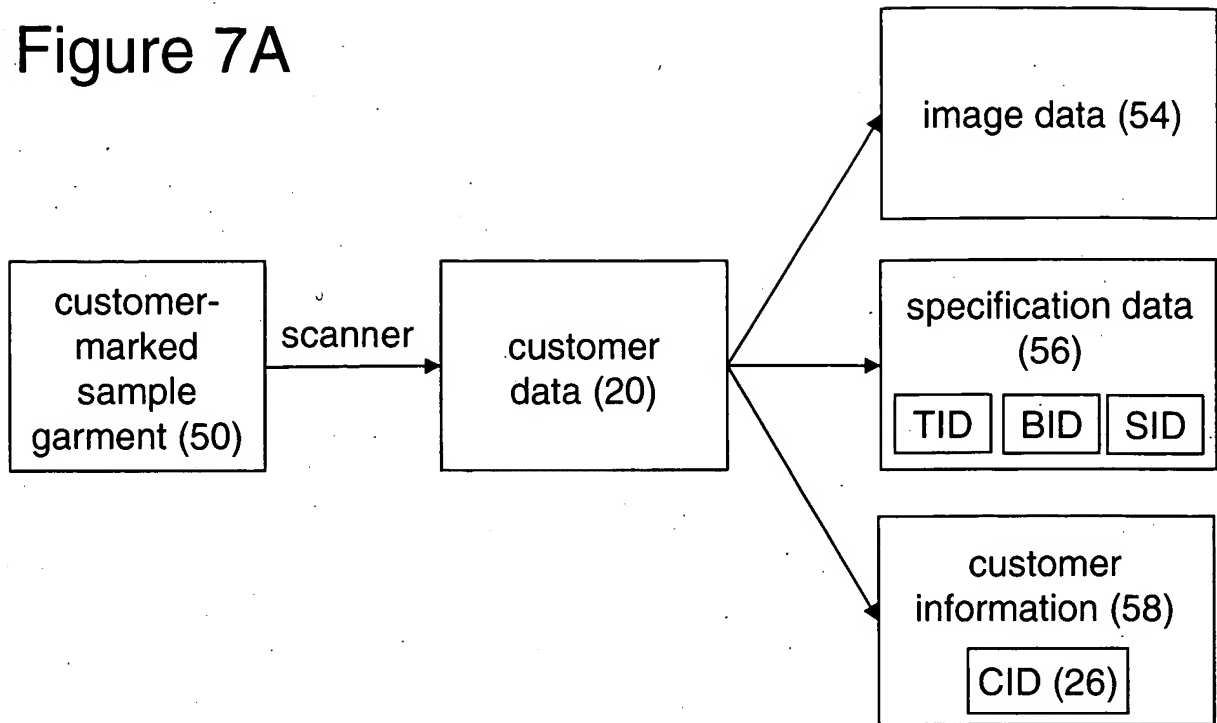 Figure 7A
image data (54)
customer-
marked
sample
garment (50)
scanner
customer
data (20)
specification data
(56)
TID
BID
SID
customer
information (58)
CID (26)